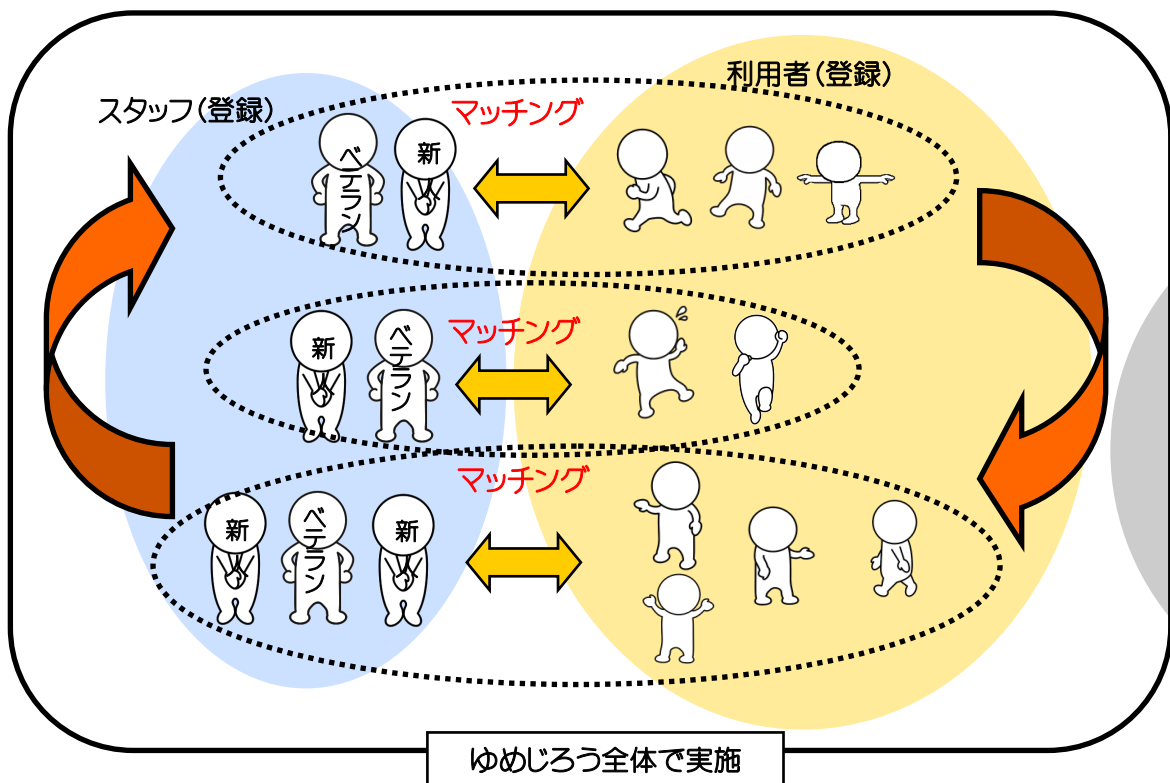 利用者(登録)
スタッフ(登録)
マッチング
ベテラン
新
マッチング
新
ベテラン
マッチング
新
ベテラン
新
ゆめじろう全体で実施